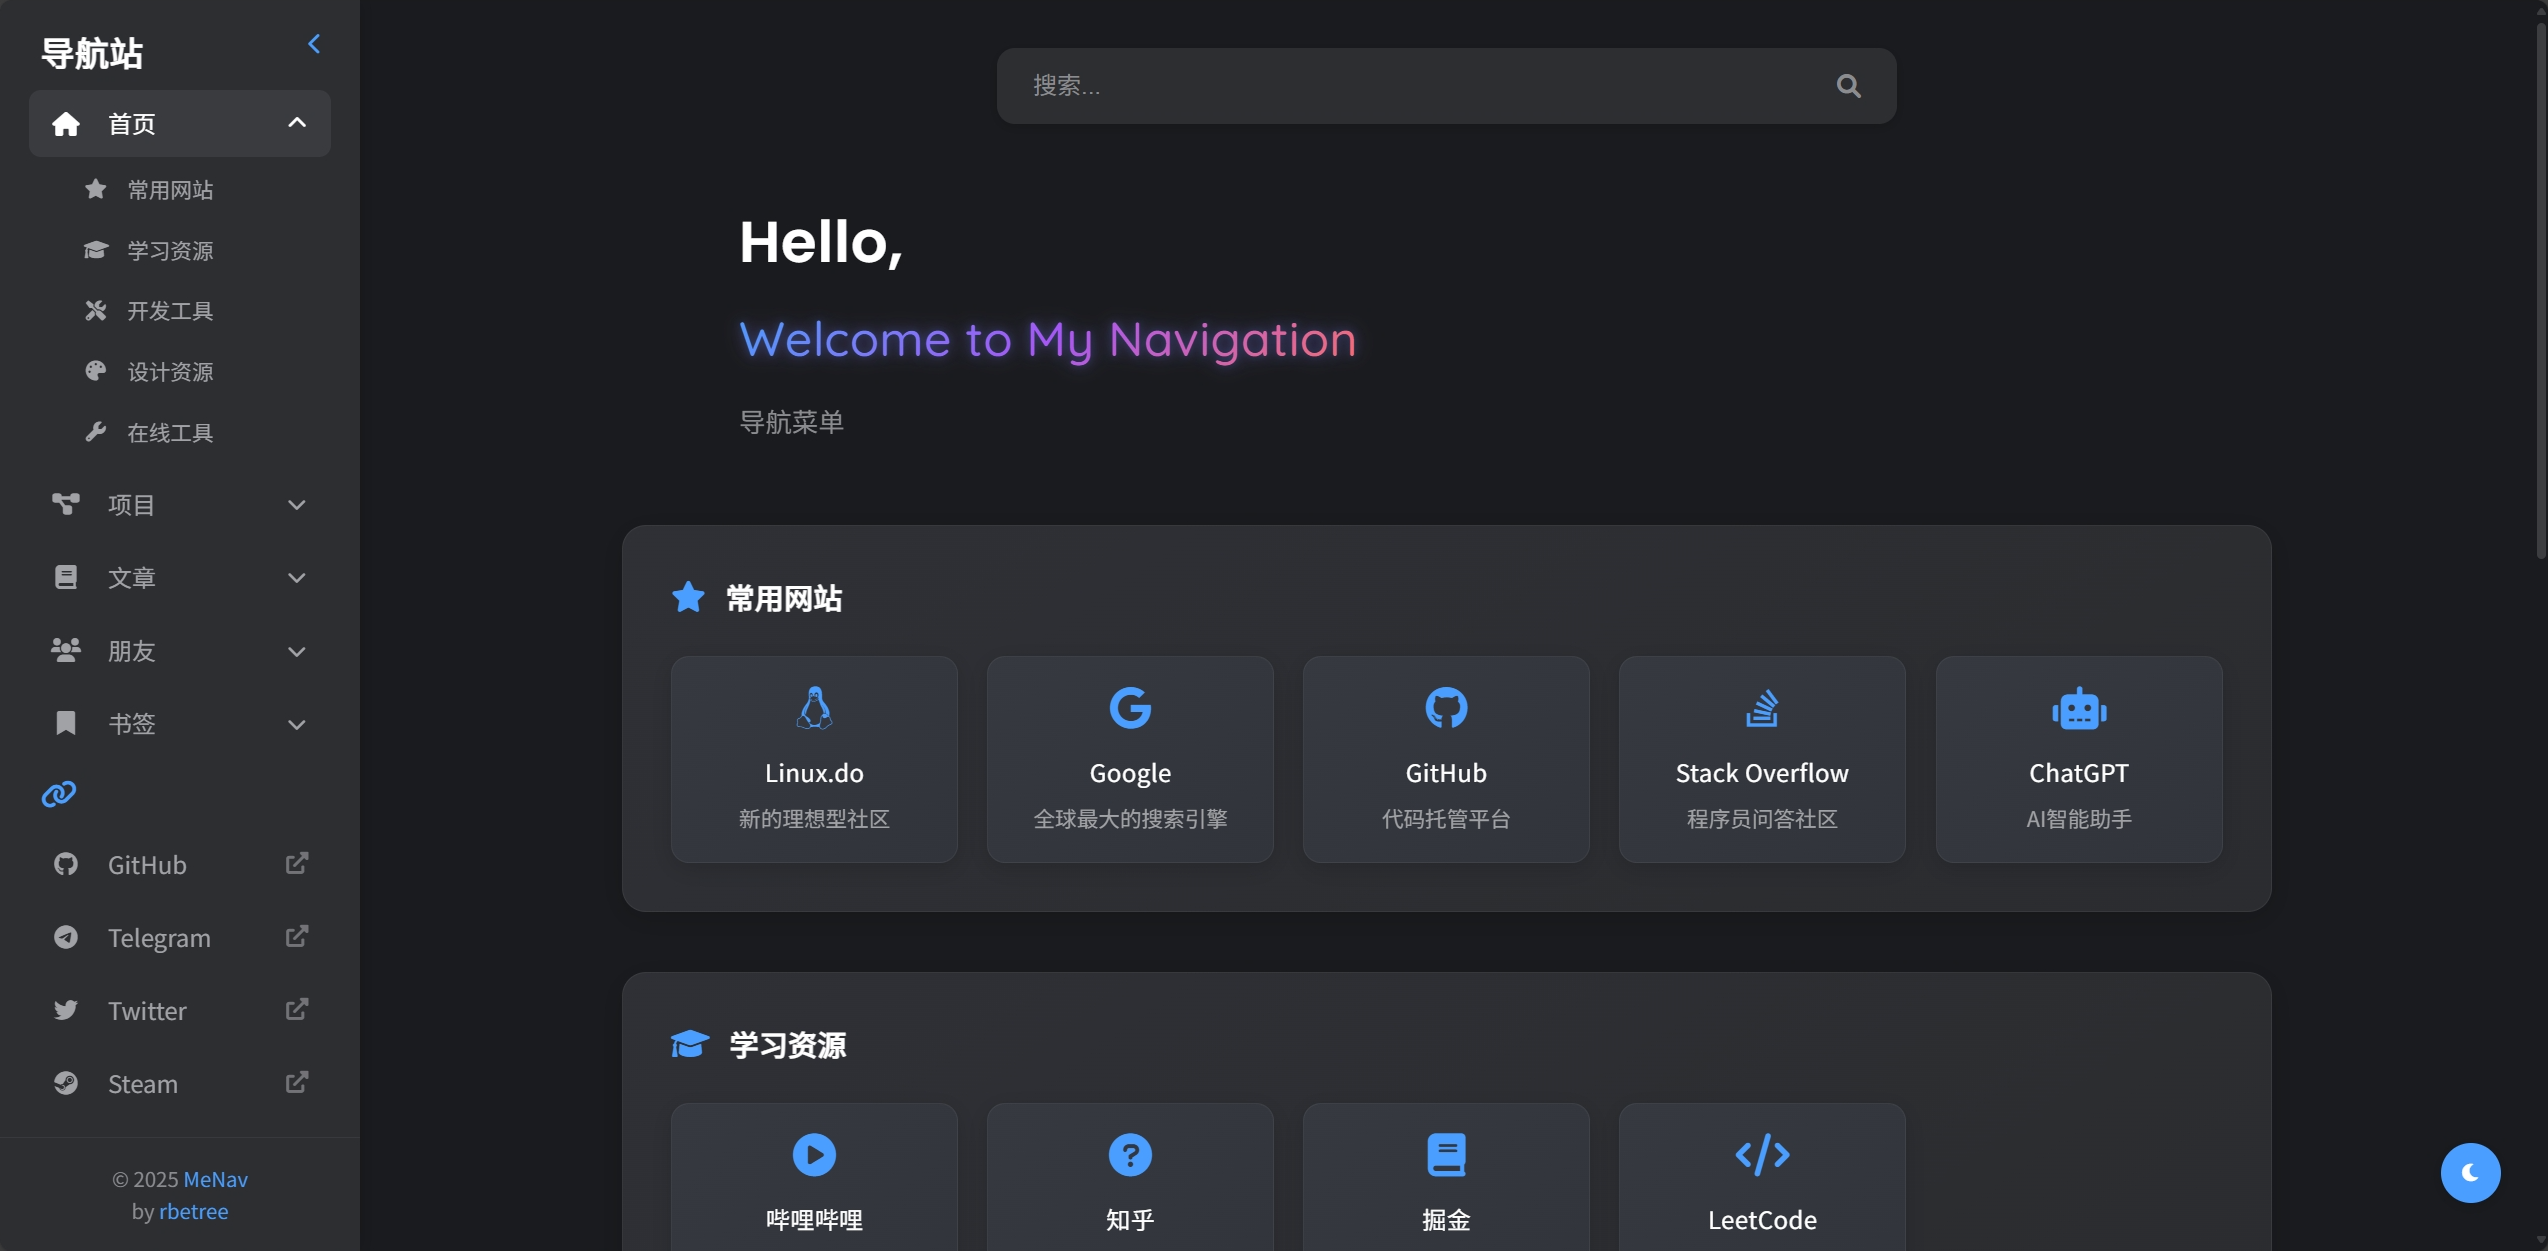 导航站
首页
常用网站
学习资源
开发工具
设计资源
在线工具
项目
文章
朋友
书签
GitHub
Telegram
Twitter
Steam
© 2025 MeNav
by rbetree
搜索...
Hello,
Welcome to My Navigation
导航菜单
常用网站
Linux.do
新的理想型社区
Google
全球最大的搜索引擎
GitHub
代码托管平台
Stack Overflow
程序员问答社区
ChatGPT
AI智能助手
学习资源
哔哩哔哩
知乎
掘金
LeetCode